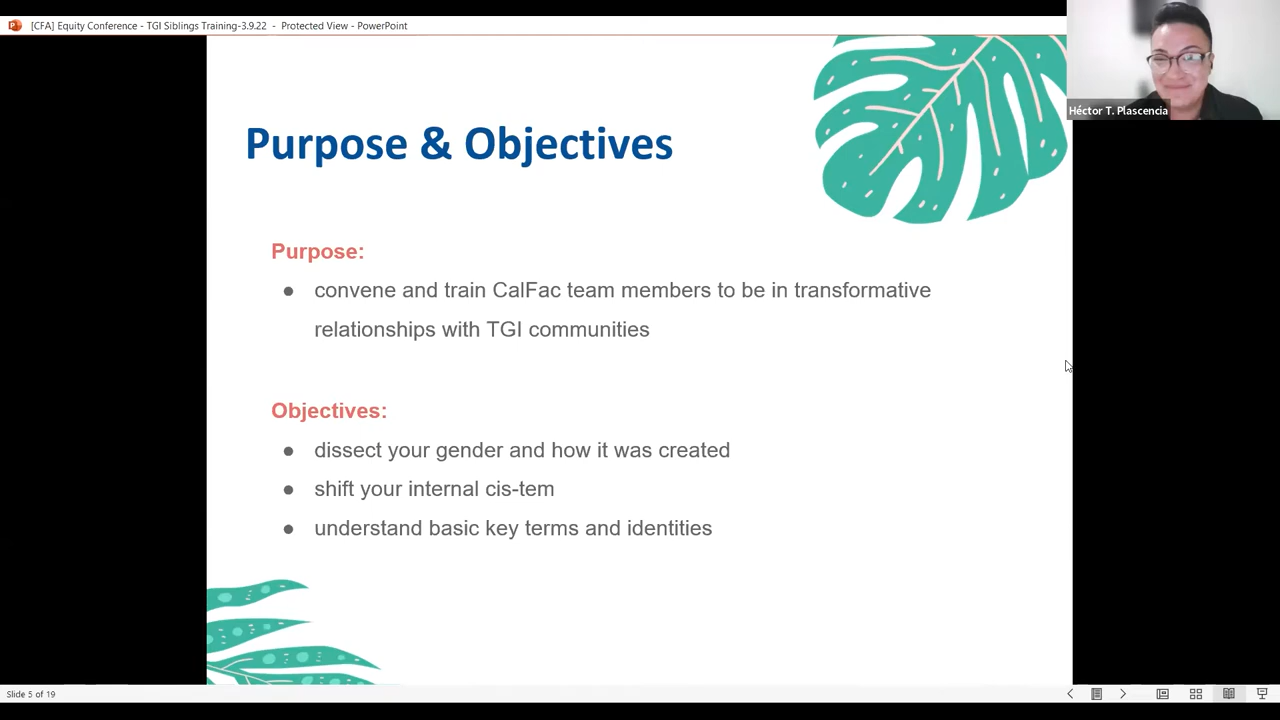 [CFA] Equity Conference - TGI Siblings Training-3.9.22 - Protected View - PowerPoint
Héctor T. Plascencia
Purpose & Objectives
Purpose:
● convene and train CalFac team members to be in transformative
relationships with TGI communities
Objectives:
● dissect your gender and how it was created
● shift your internal cis-tem
● understand basic key terms and identities
Slide 5 of 19